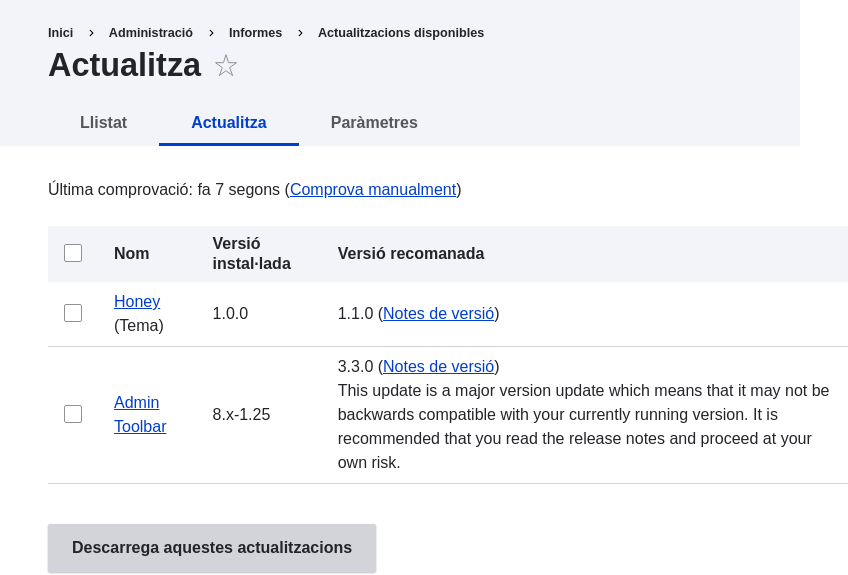 Inici › Administració › Informes › Actualitzacions disponibles
Actualitza ☆
Llistat Actualitza Paràmetres
Última comprovació: fa 7 segons (Comprova manualment)
Nom Versió instal·lada Versió recomanada
Honey (Tema) 1.0.0 1.1.0 (Notes de versió)
Admin Toolbar 8.x-1.25 3.3.0 (Notes de versió)
This update is a major version update which means that it may not be
backwards compatible with your currently running version. It is
recommended that you read the release notes and proceed at your
own risk.
Descarrega aquestes actualitzacions